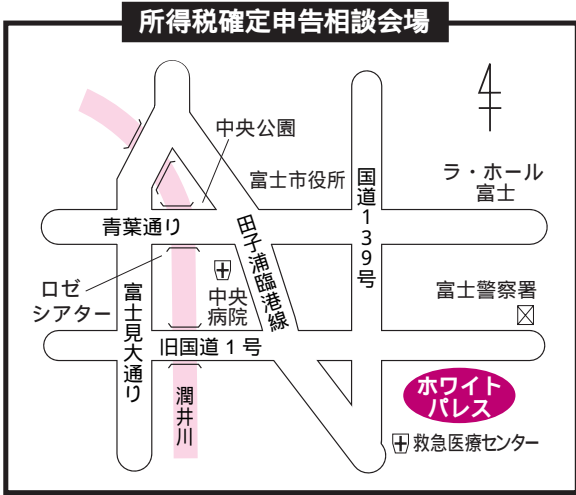 所得税確定申告相談会場
中央公園
富士市役所
国道139号
ラ・ホール
富士
青葉通り
田子浦臨港線
ロゼ
シアター
富士見大通り
中央
病院
富士警察署
旧国道1号
潤井川
ホワイト
パレス
救急医療センター